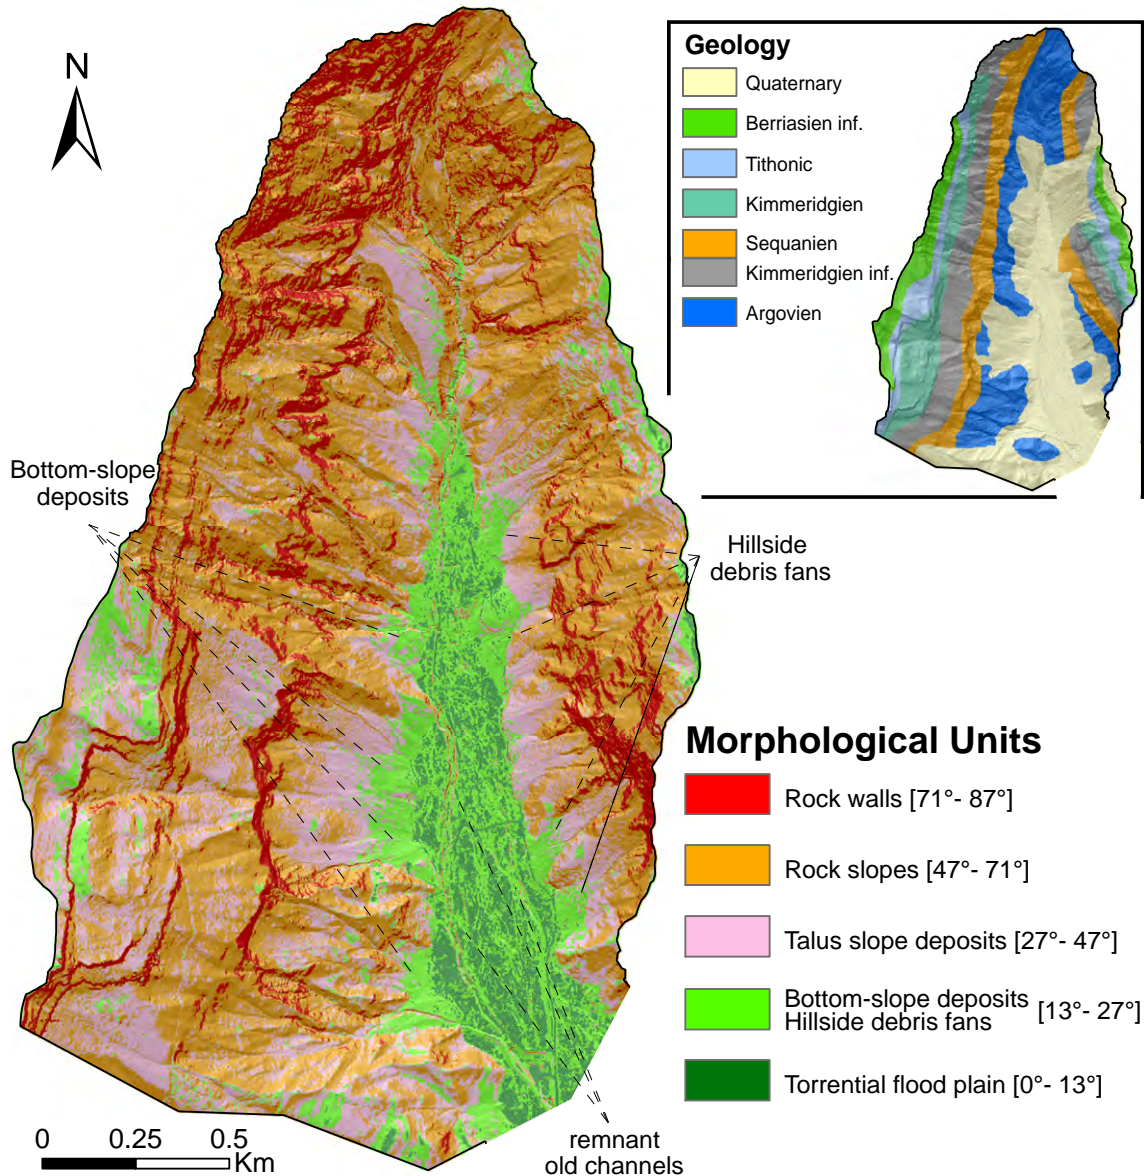 N
Geology
Quaternary
Berriasien inf.
Tithonic
Kimmeridgien
Sequanien
Kimmeridgien inf.
Argovien
Bottom-slope
deposits
Hillside
debris fans
Morphological Units
Rock walls [71°- 87°]
Rock slopes [47°- 71°]
Talus slope deposits [27°- 47°]
Bottom-slope deposits
Hillside debris fans [13°- 27°]
Torrential flood plain [0°- 13°]
0 0.25 0.5
Km
remnant
old channels